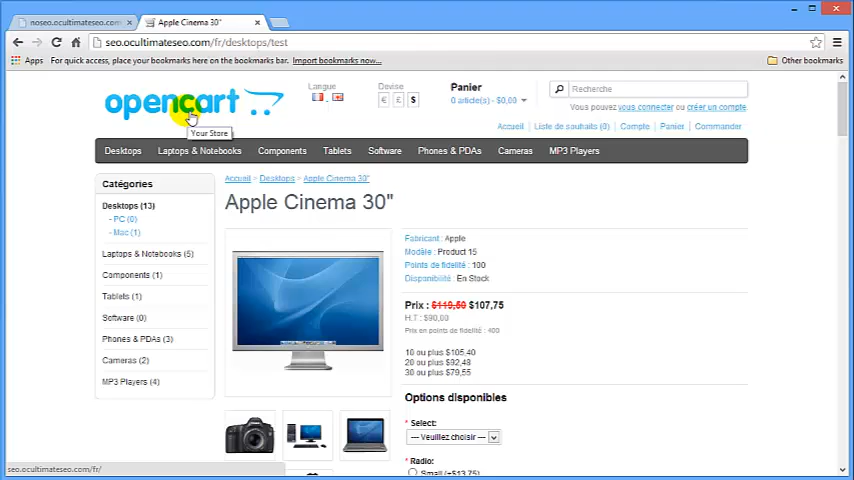 noseo.ocultimateseo.com/
Apple Cinema 30"
seo.ocultimateseo.com/fr/desktops/test
Apps
For quick access, place your bookmarks here on the bookmarks bar. Import bookmarks now...
Other bookmarks
opencart
Your Store
Langue
Devise
€ £ $
Panier
0 article(s) - $0,00
Recherche
Vous pouvez vous connecter ou créer un compte.
Accueil Liste de souhaits (0) Compte Panier Commander
Desktops Laptops & Notebooks Components Tablets Software Phones & PDAs Cameras MP3 Players
Catégories
Desktops (13)
- PC (0)
- Mac (1)
Laptops & Notebooks (5)
Components (1)
Tablets (1)
Software (0)
Phones & PDAs (3)
Cameras (2)
MP3 Players (4)
Accueil > Desktops > Apple Cinema 30"
Apple Cinema 30"
Fabricant : Apple
Modèle : Product 15
Points de fidelité : 100
Disponibilité : En Stock
Prix : $119,50 $107,75
H.T : $90,00
Prix en points de fidelité : 400
10 ou plus $105,40
20 ou plus $92,48
30 ou plus $79,55
Options disponibles
* Select:
--- Veuillez choisir ---
* Radio:
Small (+$13,75)
seo.ocultimateseo.com/fr/